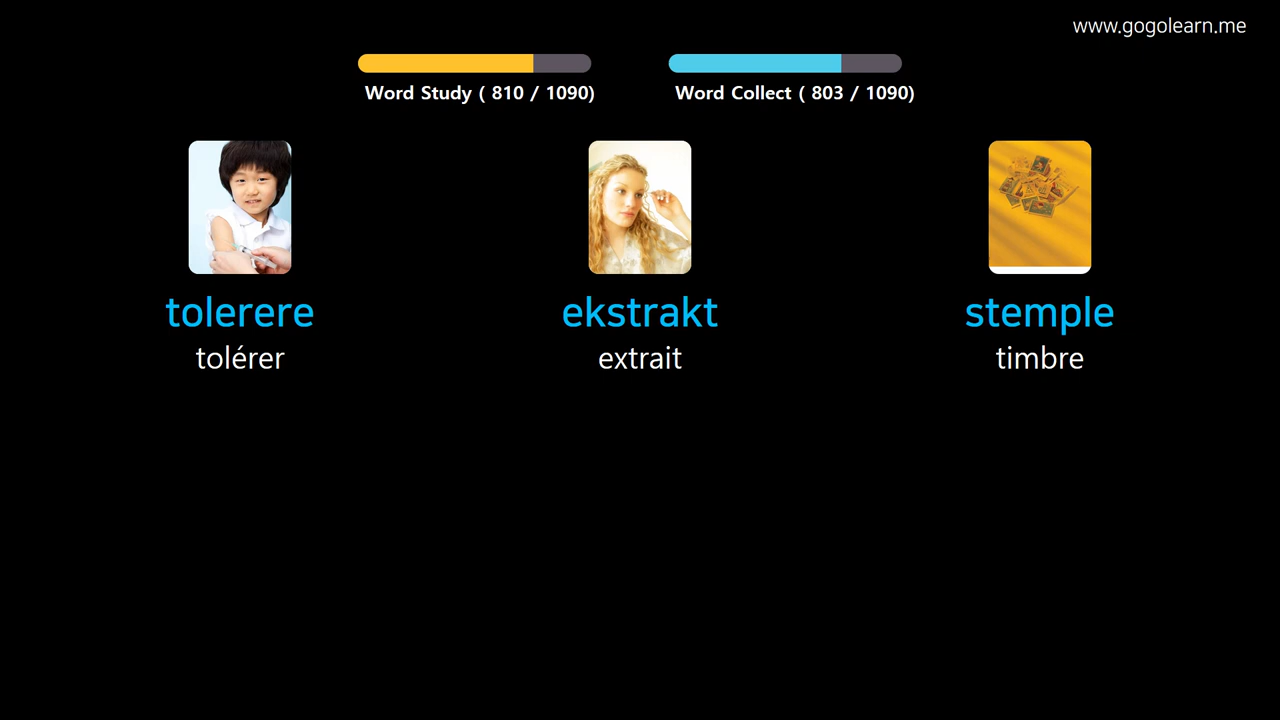 www.gogolearn.me
Word Study ( 810 / 1090)
Word Collect ( 803 / 1090)
tolerere
tolérer
ekstrakt
extrait
stemple
timbre